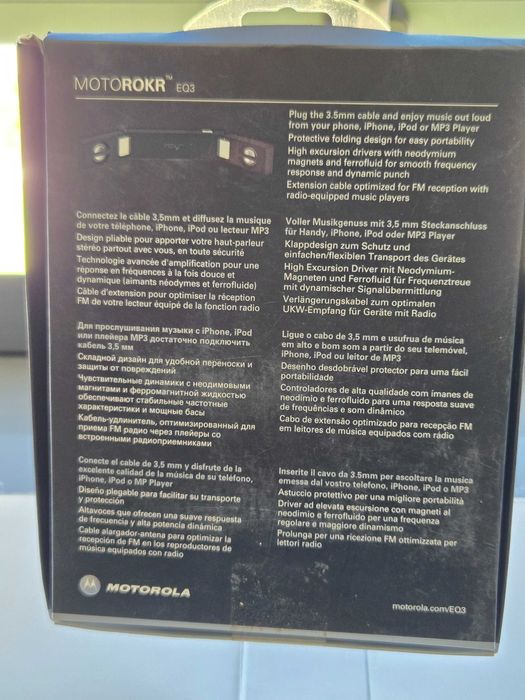 MOTOROKR™ EQ3
Plug the 3.5mm cable and enjoy music out loud
from your phone, iPhone, iPod or MP3 Player
Protective folding design for easy portability
High excursion drivers with neodymium
magnets and ferrofluid for smooth frequency
response and dynamic punch
Extension cable optimized for FM reception with
radio-equipped music players
Connectez le câble 3,5mm et diffusez la musique
de votre téléphone, iPhone, iPod ou lecteur MP3
Design pliable pour apporter votre haut-parleur
stéréo partout avec vous, en toute sécurité
Technologie avancée d'amplification pour une
réponse en fréquences à la fois douce et
dynamique (aimants néodymes et ferrofluide)
Câble d'extension pour optimiser la réception
FM de votre lecteur équipé de la fonction radio
Voller Musikgenuss mit 3,5 mm Steckanschluss
für Handy, iPhone, iPod oder MP3 Player
Klappdesign zum Schutz und
einfachen/flexiblen Transport des Gerätes
High Excursion Driver mit Neodymium-
Magneten und Ferrofluid für Frequenztreue
mit dynamischer Signalübermittlung
Verlängerungskabel zum optimalen
UKW-Empfang für Geräte mit Radio
Для прослушивания музыки с iPhone, iPod
или плейера MP3 достаточно подключить
кабель 3,5 мм
Складной дизайн для удобной переноски и
защиты от повреждений
Чувствительные динамики с неодимовыми
магнитами и ферромагнитной жидкостью
обеспечивают стабильные частотные
характеристики и мощные басы
Кабель-удлинитель, оптимизированный для
приема FM радио через плейеры со
встроенными радиоприемниками
Ligue o cabo de 3,5 mm e usufrua de música
em alto e bom som a partir do seu telemóvel,
iPhone, iPod ou leitor de MP3
Desenho desdobrável protector para uma fácil
portabilidade
Controladores de alta qualidade com ímanes de
neodímio e ferrofluido para uma resposta suave
de frequências e som dinâmico
Cabo de extensão optimizado para recepção FM
em leitores de música equipados com rádio
Conecte el cable de 3,5 mm y disfrute de la
excelente calidad de la música de su teléfono,
iPhone, iPod o MP Player
Diseño plegable para facilitar su transporte
y protección
Altavoces que ofrecen una suave respuesta
de frecuencia y alta potencia dinámica
Cable alargador-antena para optimizar la
recepción de FM en los reproductores de
música equipados con radio
Inserite il cavo da 3.5mm per ascoltare la musica
emessa dal vostro telefono, iPhone, iPod o MP3
Astuccio protettivo per una migliore portabilità
Driver ad elevata escursione con magneti al
neodimio e ferrofluido per una frequenza
regolare e maggiore dinamismo
Prolunga per una ricezione FM ottimizzata per
lettori radio
MOTOROLA
motorola.com/EQ3